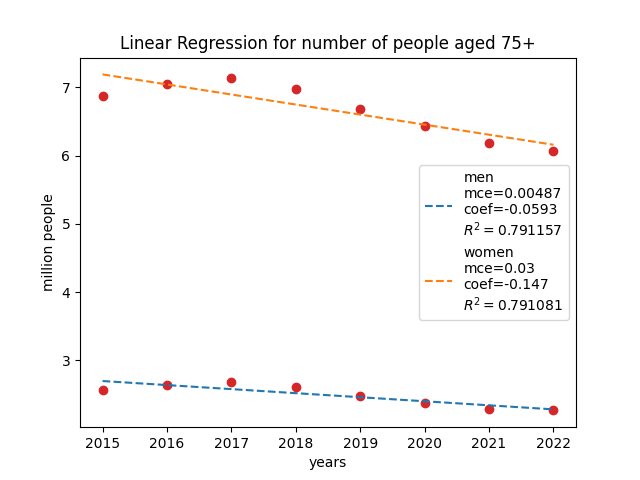 Linear Regression for number of people aged 75+
million people
7
6
5
4
3
men
mce=0.00487
coef=-0.0593
R² = 0.791157
women
mce=0.03
coef=-0.147
R² = 0.791081
2015 2016 2017 2018 2019 2020 2021 2022
years